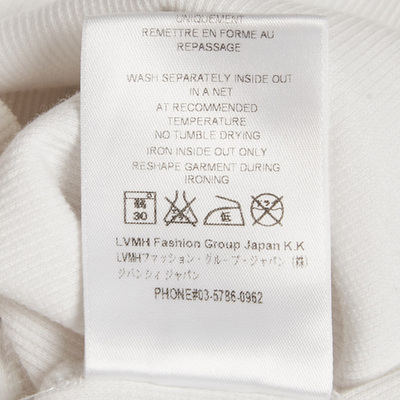 UNIQUEMENT
REMETTRE EN FORME AU
REPASSAGE
WASH SEPARATELY INSIDE OUT
IN A NET
AT RECOMMENDED
TEMPERATURE
NO TUMBLE DRYING
IRON INSIDE OUT ONLY
RESHAPE GARMENT DURING
IRONING
弱
30
低
LVMH Fashion Group Japan K.K
LVMHファッション・グループ・ジャパン (株)
ジバンシィ ジャパン
PHONE#03-5786-0962